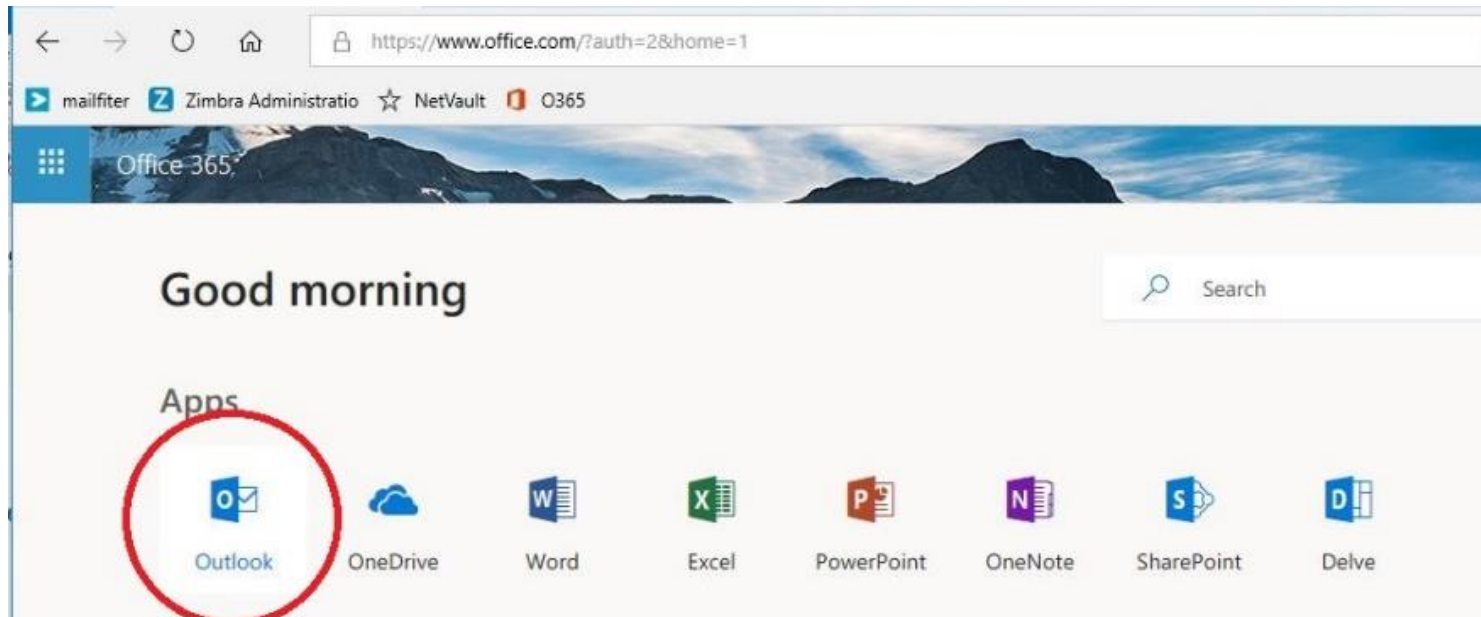 https://www.office.com/?auth=2&home=1
mailfiter Zimbra Administratio NetVault O365
Office 365
Good morning
Search
Apps
Outlook OneDrive Word Excel PowerPoint OneNote SharePoint Delve